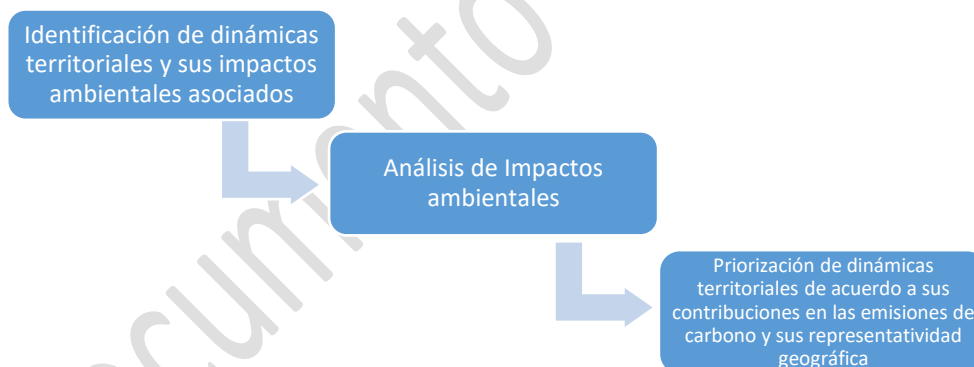 Identificación de dinámicas
territoriales y sus impactos
ambientales asociados
Análisis de Impactos
ambientales
Priorización de dinámicas
territoriales de acuerdo a sus
contribuciones en las emisiones de
carbono y sus representatividad
geográfica